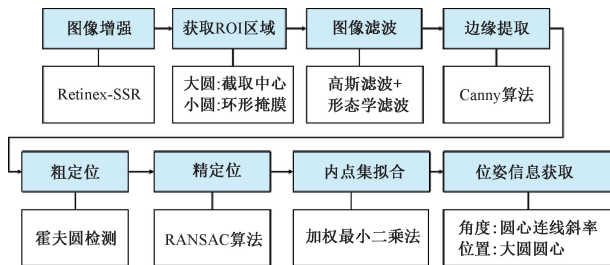 图像增强
获取ROI区域
图像滤波
边缘提取
Retinex-SSR
大圆:截取中心
小圆:环形掩膜
高斯滤波+
形态学滤波
Canny算法
粗定位
精定位
内点集拟合
位姿信息获取
霍夫圆检测
RANSAC算法
加权最小二乘法
角度:圆心连线斜率
位置:大圆圆心